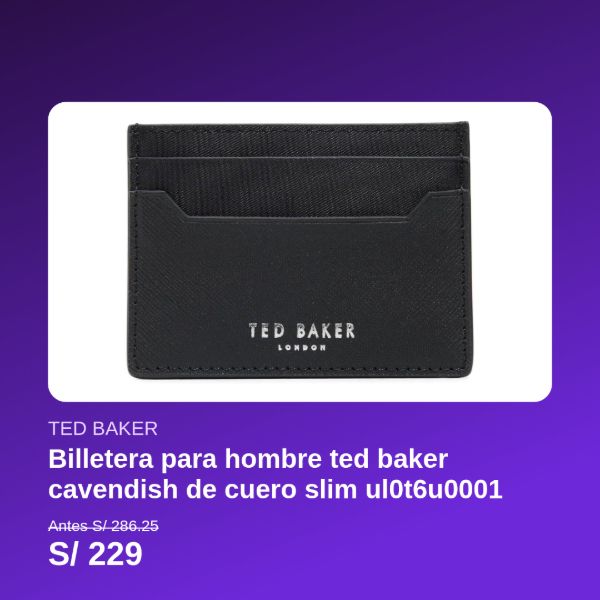 TED BAKER
LONDON
TED BAKER
Billetera para hombre ted baker
cavendish de cuero slim ul0t6u0001
Antes S/ 286.25
S/ 229